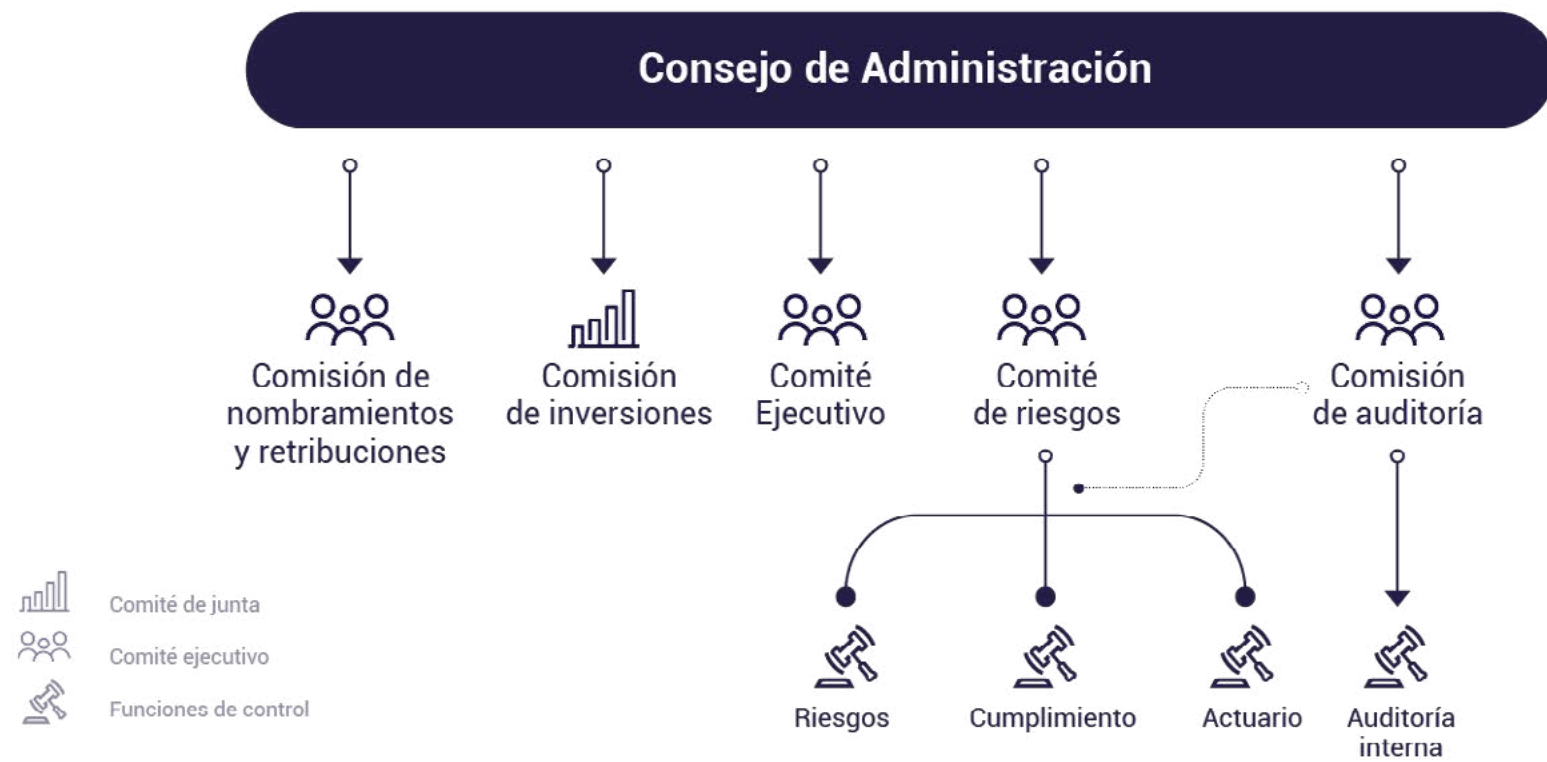 Consejo de Administración
Comisión de
nombramientos
y retribuciones
Comisión
de inversiones
Comité
Ejecutivo
Comité
de riesgos
Comisión
de auditoría
Comité de junta
Comité ejecutivo
Funciones de control
Riesgos
Cumplimiento
Actuario
Auditoría
interna